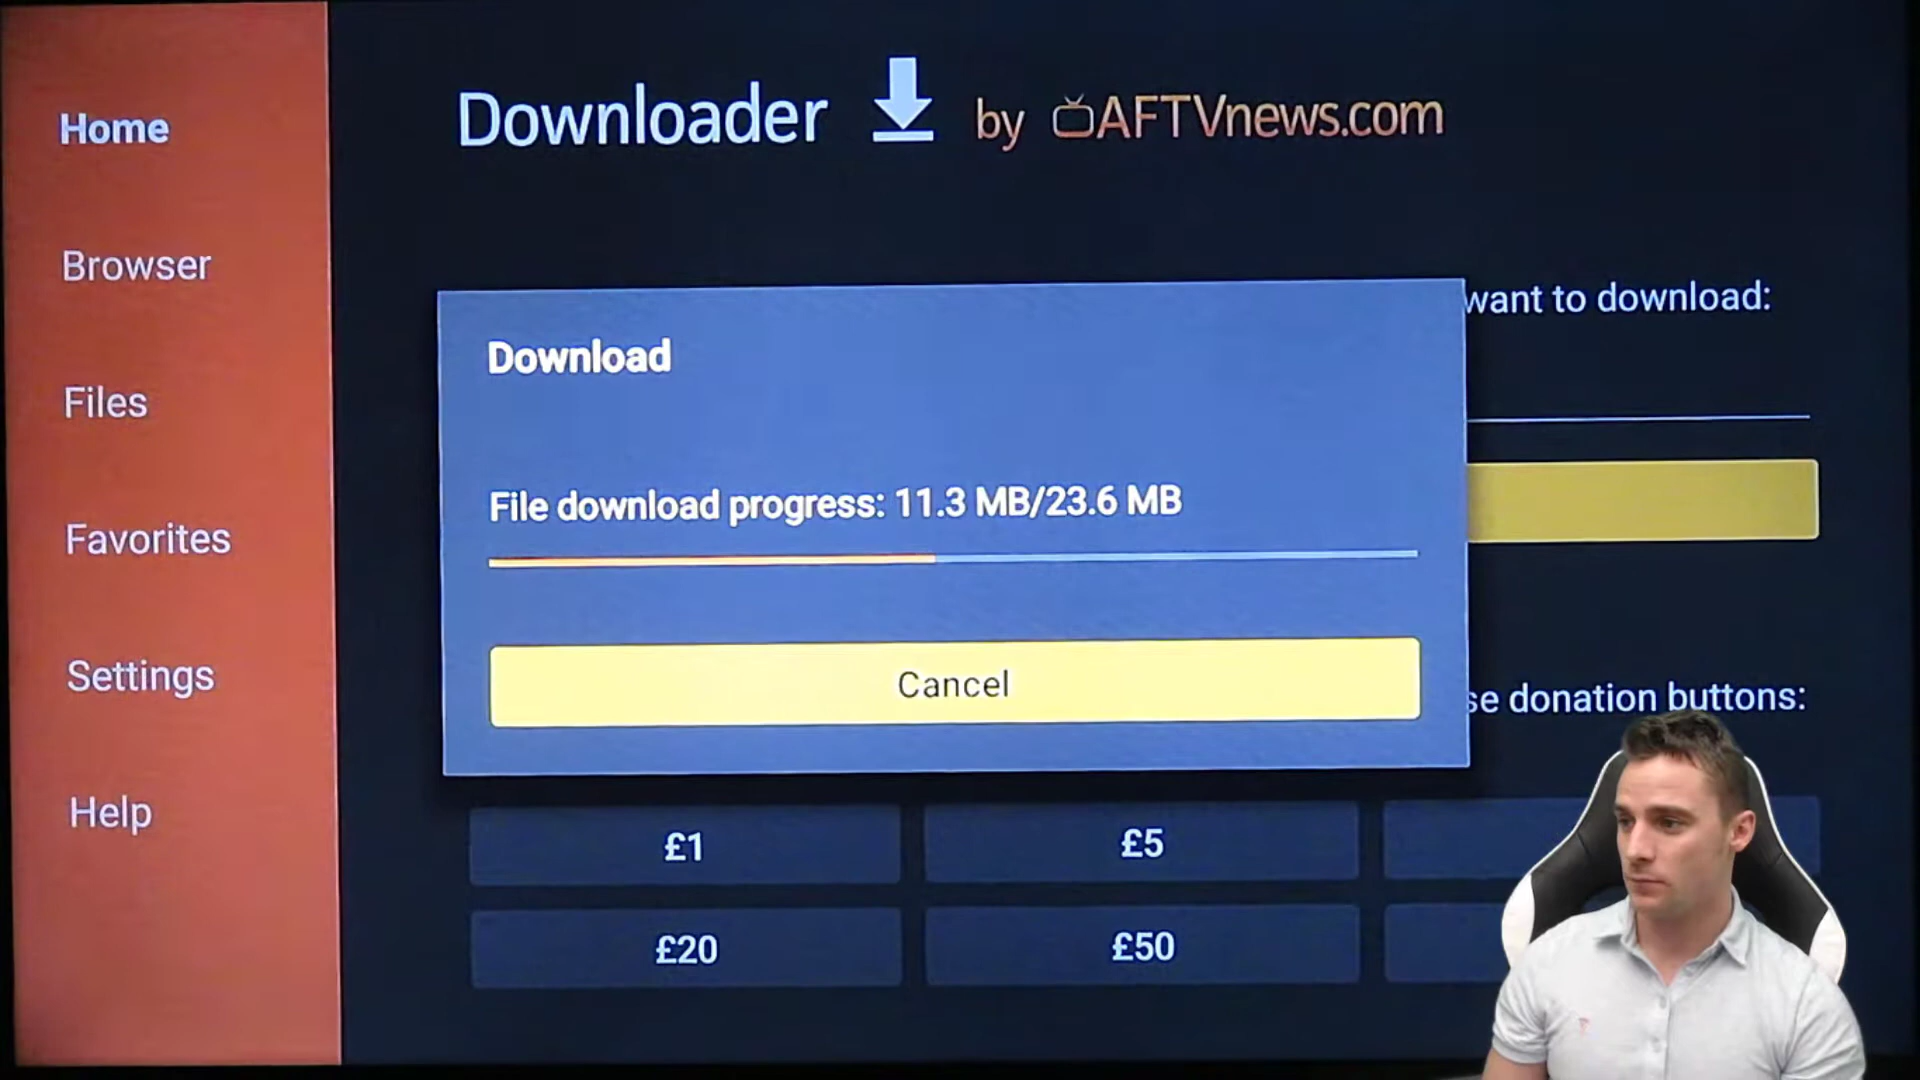 Home
Browser
Files
Favorites
Settings
Help
Downloader by AFTVnews.com
want to download:
Download
File download progress: 11.3 MB/23.6 MB
Cancel
se donation buttons:
£1
£5
£20
£50